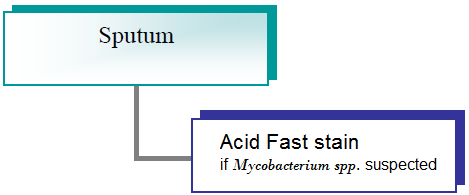 Sputum
Acid Fast stain
if Mycobacterium spp. suspected